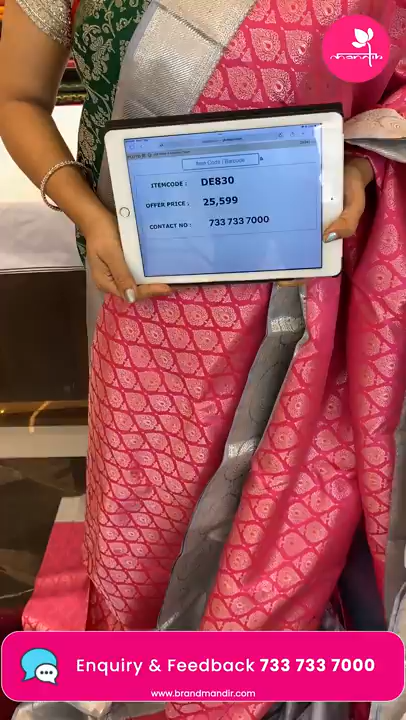 mandir
Item Code / Barcode
ITEMCODE : DE830
OFFER PRICE : 25,599
CONTACT NO : 733 733 7000
Enquiry & Feedback 733 733 7000
www.brandmandir.com